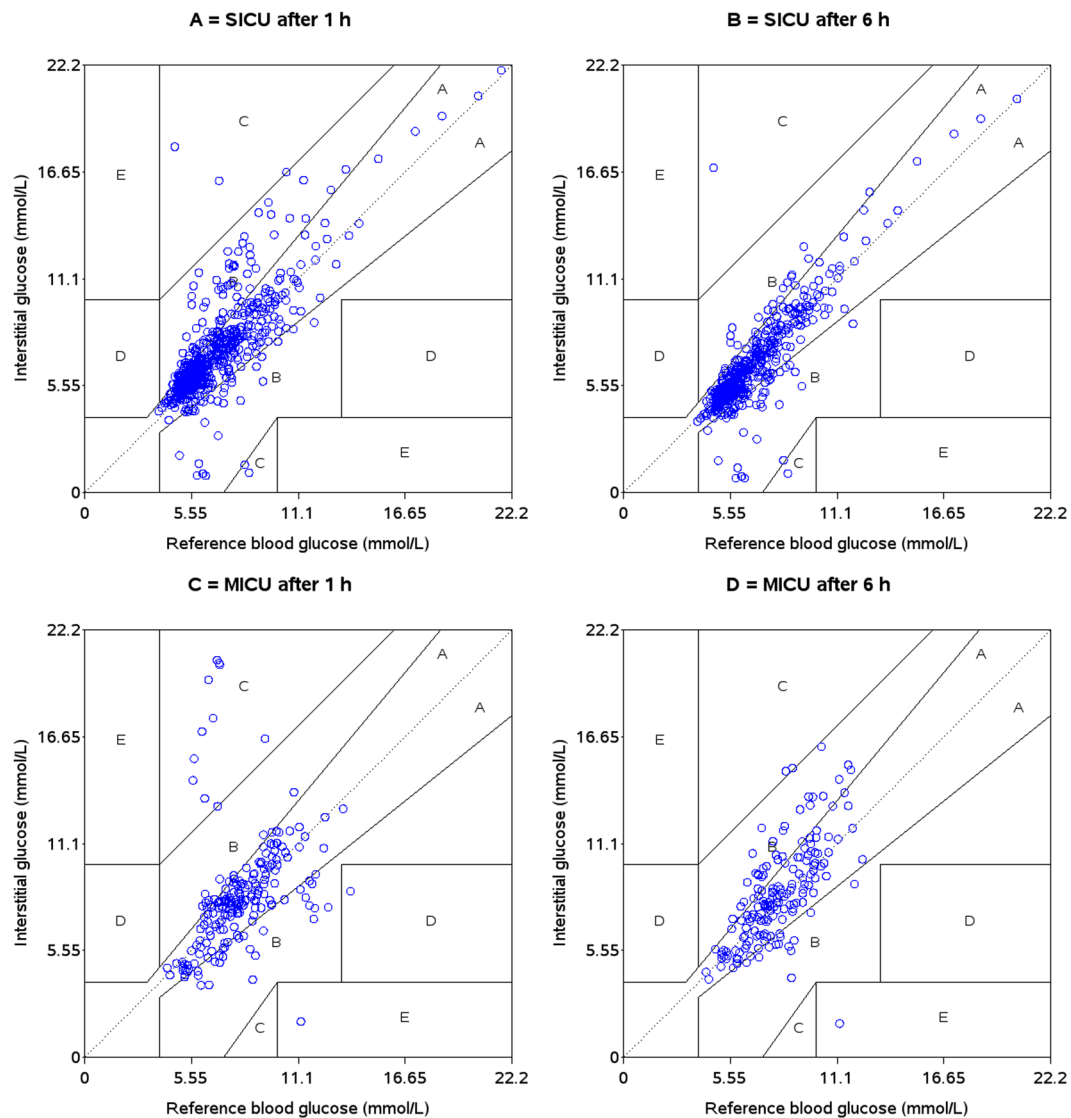 A = SICU after 1 h
B = SICU after 6 h
22.2
16.65
11.1
5.55
0
Interstitial glucose (mmol/L)
E
C
A
A
B
D
D
B
C
E
0
5.55
11.1
16.65
22.2
Reference blood glucose (mmol/L)
22.2
16.65
11.1
5.55
0
Interstitial glucose (mmol/L)
E
C
A
A
B
D
D
B
C
E
0
5.55
11.1
16.65
22.2
Reference blood glucose (mmol/L)
C = MICU after 1 h
D = MICU after 6 h
22.2
16.65
11.1
5.55
0
Interstitial glucose (mmol/L)
E
C
A
A
B
D
D
B
C
E
0
5.55
11.1
16.65
22.2
Reference blood glucose (mmol/L)
22.2
16.65
11.1
5.55
0
Interstitial glucose (mmol/L)
E
C
A
A
B
D
D
B
C
E
0
5.55
11.1
16.65
22.2
Reference blood glucose (mmol/L)